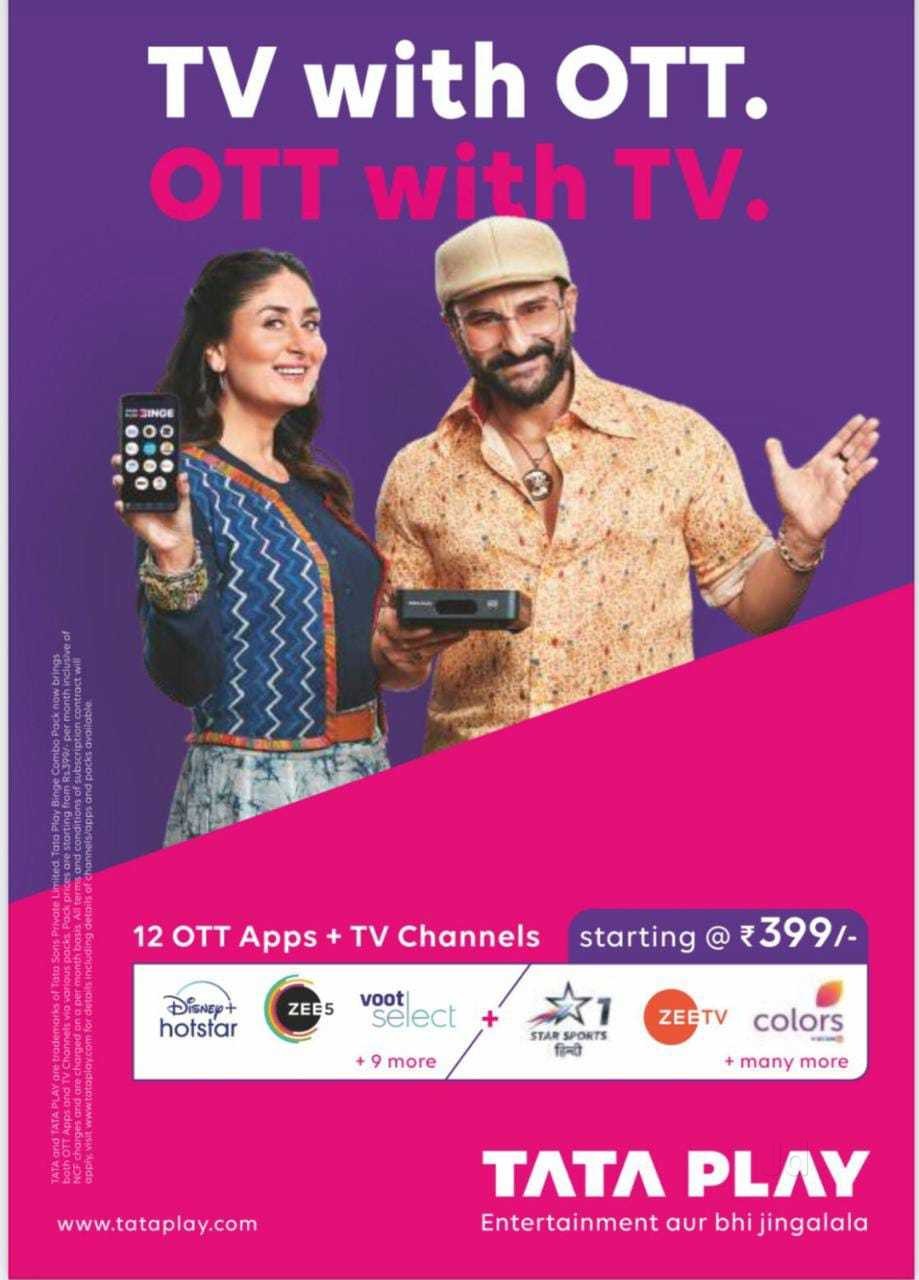 TV with OTT.
OTT with TV.
BINGE
TATA and TATA PLAY are trademarks of Tata Sons Private Limited. Tata Play Binge Combo Pack now brings
both OTT Apps and TV Channels via various packs. Pack prices are starting from Rs.399/- per month inclusive of
NCF charges and are charged on a per month basis. All terms and conditions of subscription contract will
apply, visit www.tataplay.com for details including details of channels/apps and packs available.
12 OTT Apps + TV Channels
starting @ ₹399/-
Disney+
hotstar
ZEE5
voot
select
+ 9 more
+
1
STAR SPORTS
हिन्दी
ZEETV
colors
+ many more
TATA PLAY
Jd
www.tataplay.com
Entertainment aur bhi jingalala